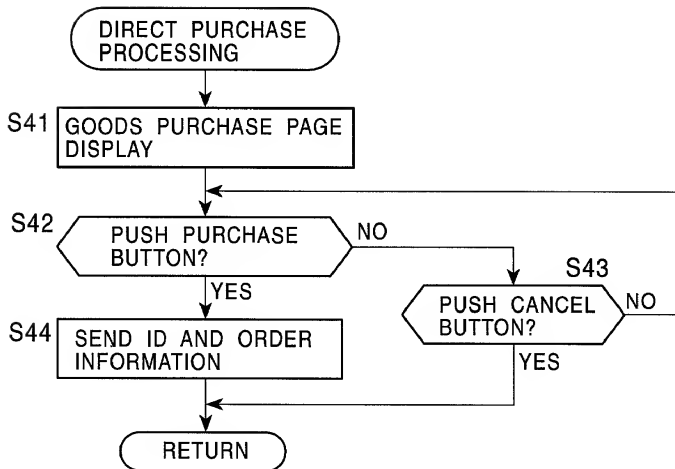 DIRECT PURCHASE
PROCESSING
S41
GOODS PURCHASE PAGE
DISPLAY
S42
PUSH PURCHASE
BUTTON?
NO
YES
S43
PUSH CANCEL
BUTTON?
NO
YES
S44
SEND ID AND ORDER
INFORMATION
RETURN